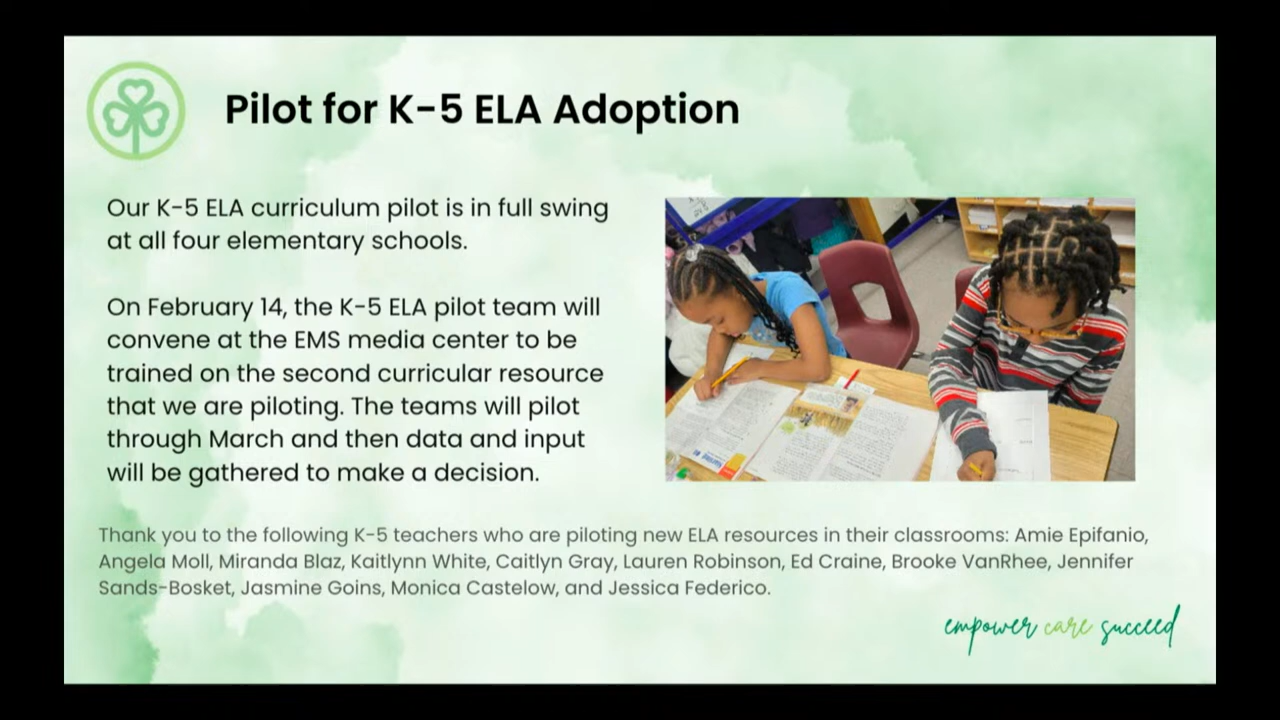 Pilot for K-5 ELA Adoption
Our K-5 ELA curriculum pilot is in full swing
at all four elementary schools.
On February 14, the K-5 ELA pilot team will
convene at the EMS media center to be
trained on the second curricular resource
that we are piloting. The teams will pilot
through March and then data and input
will be gathered to make a decision.
Thank you to the following K-5 teachers who are piloting new ELA resources in their classrooms: Amie Epifanio,
Angela Moll, Miranda Blaz, Kaitlynn White, Caitlyn Gray, Lauren Robinson, Ed Craine, Brooke VanRhee, Jennifer
Sands-Bosket, Jasmine Goins, Monica Castelow, and Jessica Federico.
empower care succeed